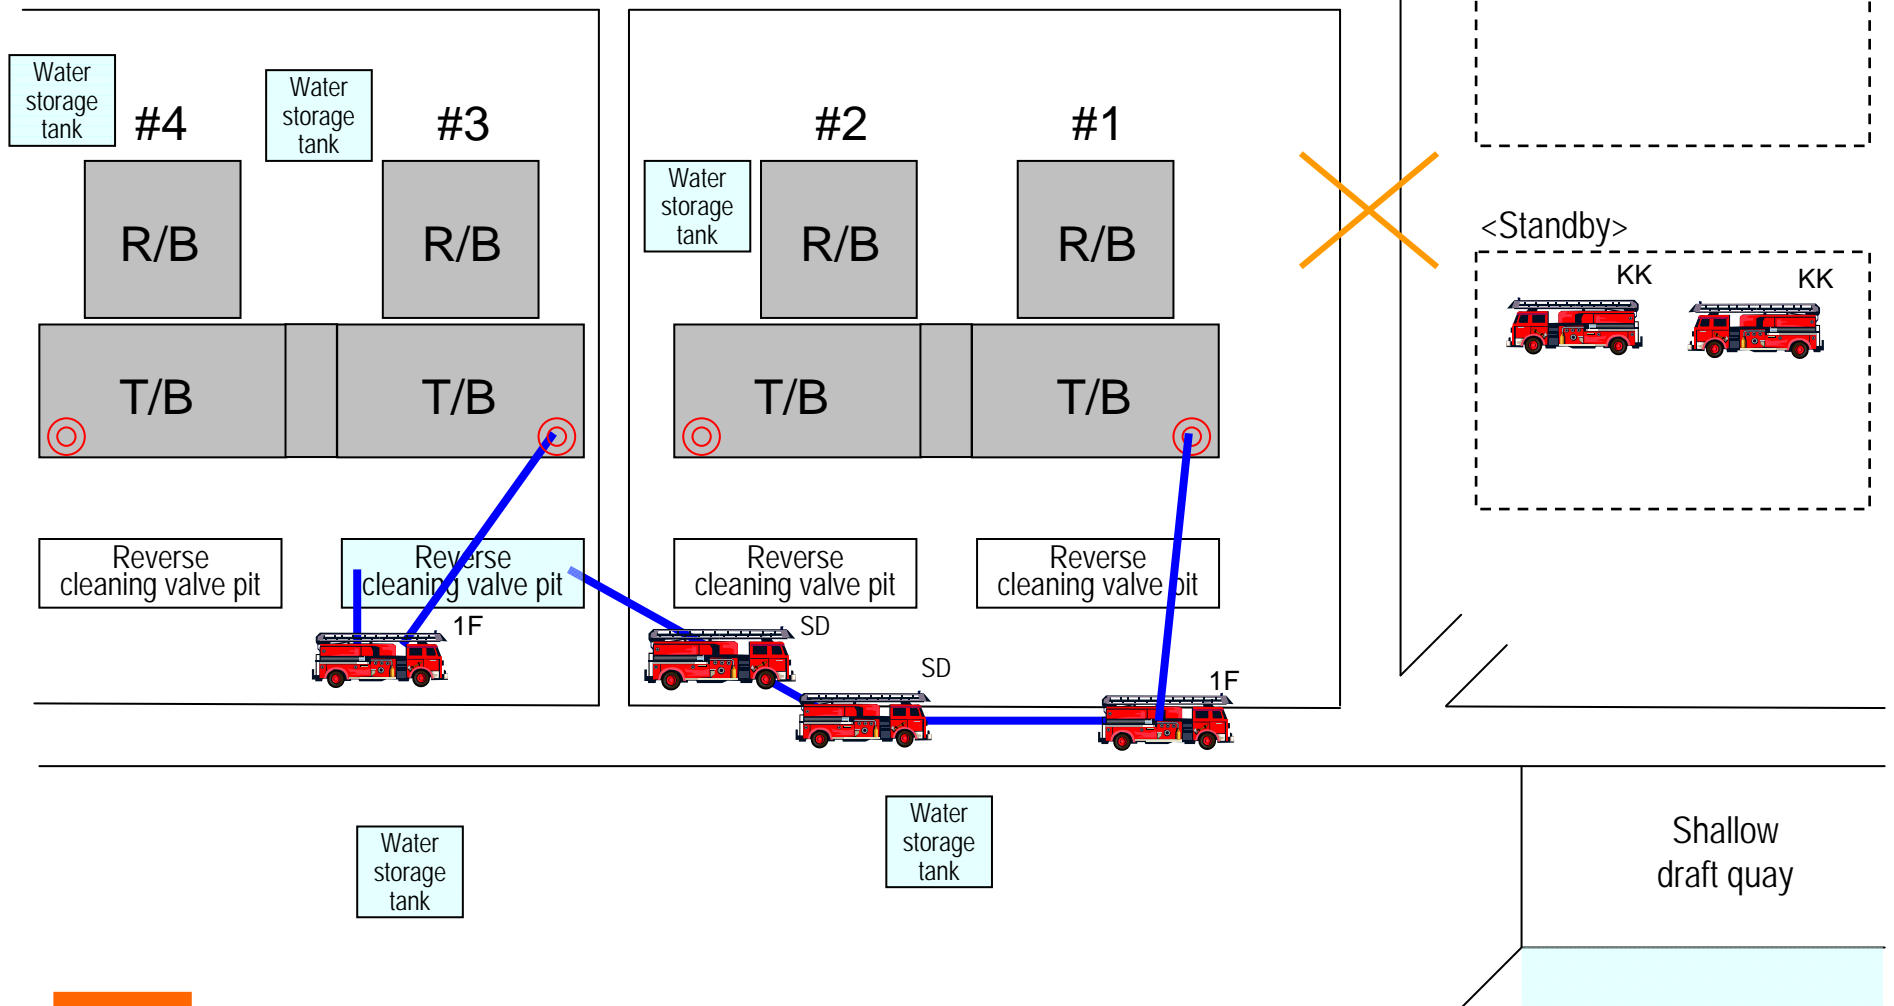 Water
storage
tank
#4
Water
storage
tank
#3
#2
#1
Water
storage
tank
R/B
R/B
R/B
R/B
<Standby>
KK
KK
T/B
T/B
T/B
T/B
Reverse
cleaning valve pit
Reverse
cleaning valve pit
Reverse
cleaning valve pit
Reverse
cleaning valve pit
1F
SD
SD
1F
Water
storage
tank
Water
storage
tank
Shallow
draft quay